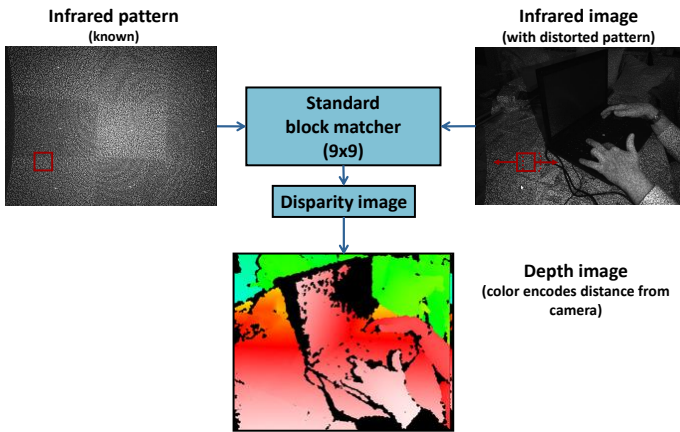 Infrared pattern
(known)
Infrared image
(with distorted pattern)
Standard
block matcher
(9x9)
Disparity image
Depth image
(color encodes distance from
camera)